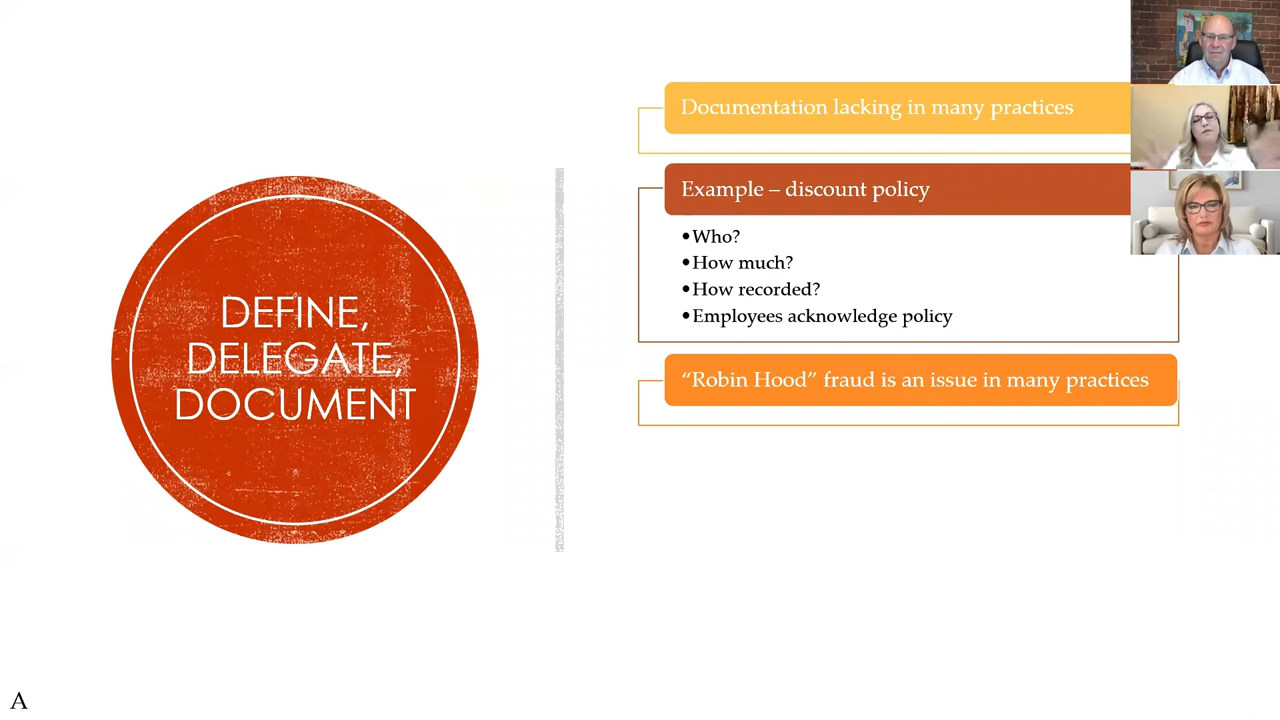 DEFINE,
DELEGATE,
DOCUMENT
Documentation lacking in many practices
Example – discount policy
•Who?
•How much?
•How recorded?
•Employees acknowledge policy
“Robin Hood” fraud is an issue in many practices
A